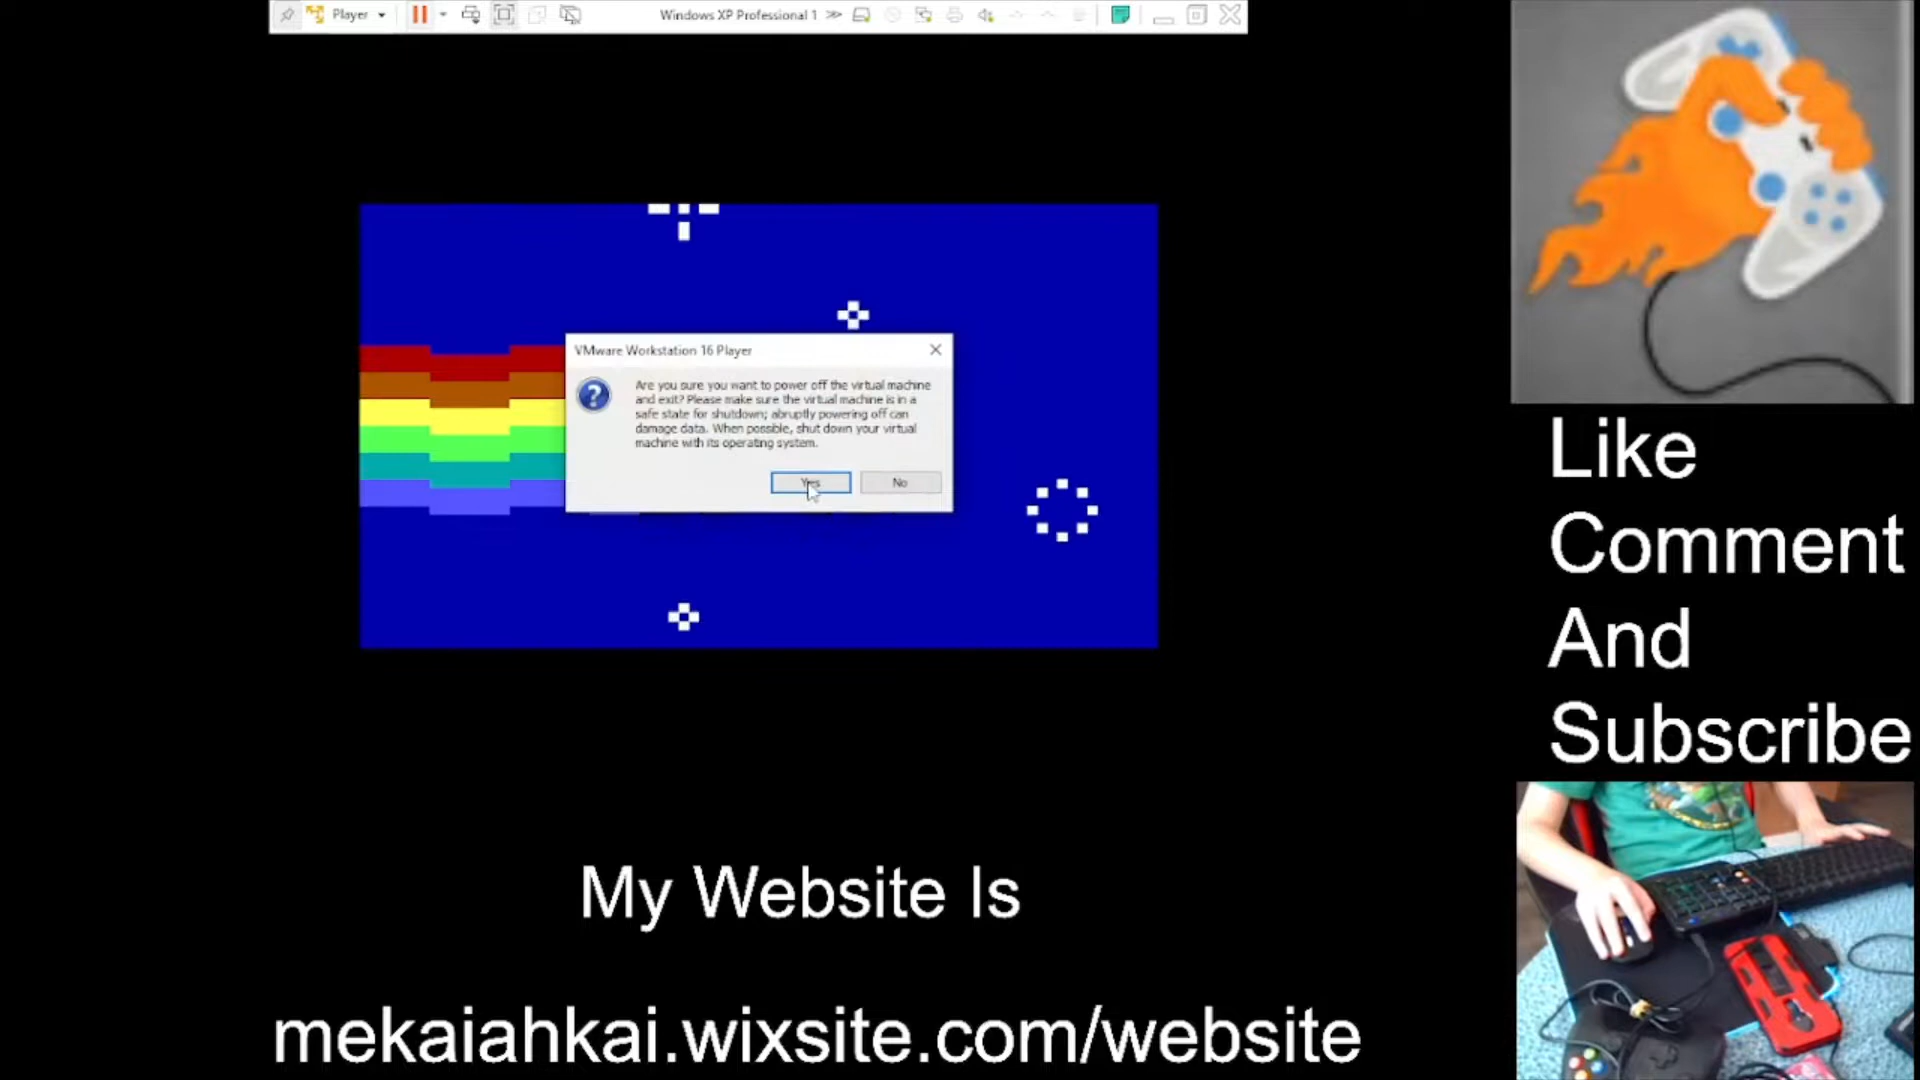 Player
Windows XP Professional 1
VMware Workstation 16 Player
Are you sure you want to power off the virtual machine
and exit? Please make sure the virtual machine is in a
safe state for shutdown; abruptly powering off can
damage data. When possible, shut down your virtual
machine with its operating system.
Yes
No
Like
Comment
And
Subscribe
My Website Is
mekaiahkai.wixsite.com/website